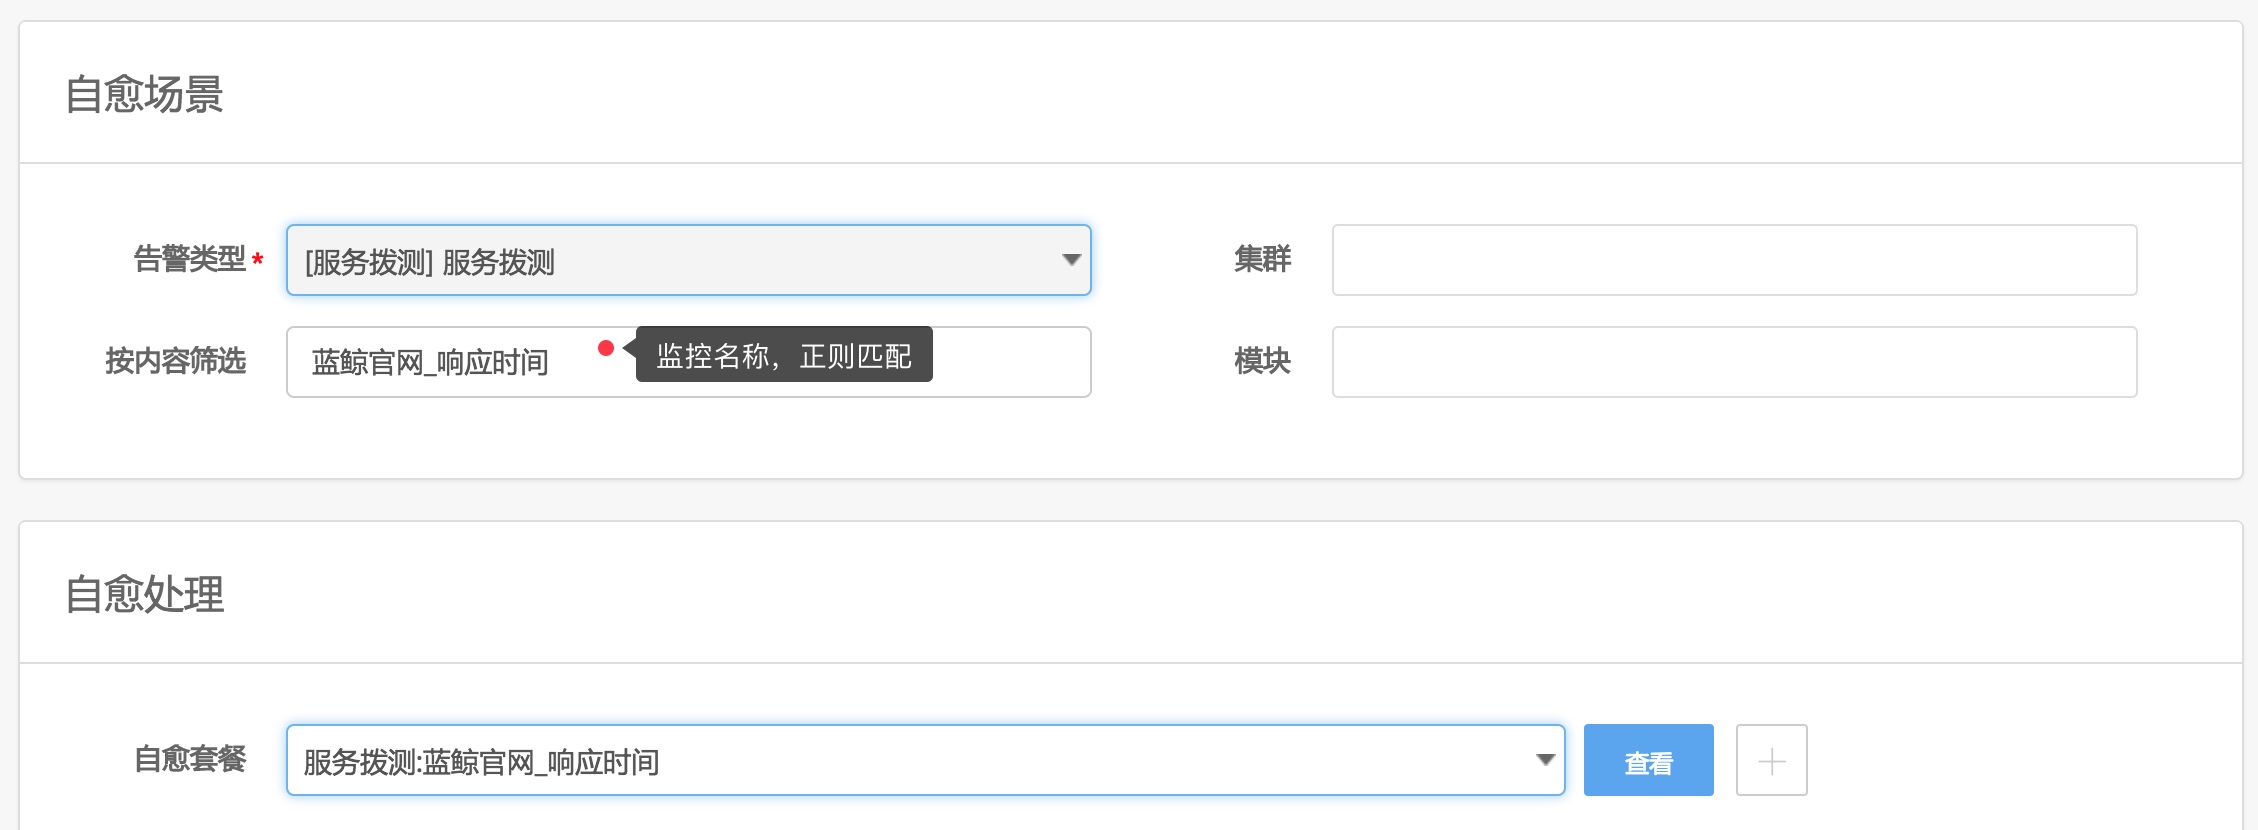 自愈场景
告警类型*
[服务拨测] 服务拨测
集群
按内容筛选
蓝鲸官网_响应时间
监控名称，正则匹配
模块
自愈处理
自愈套餐
服务拨测:蓝鲸官网_响应时间
查看